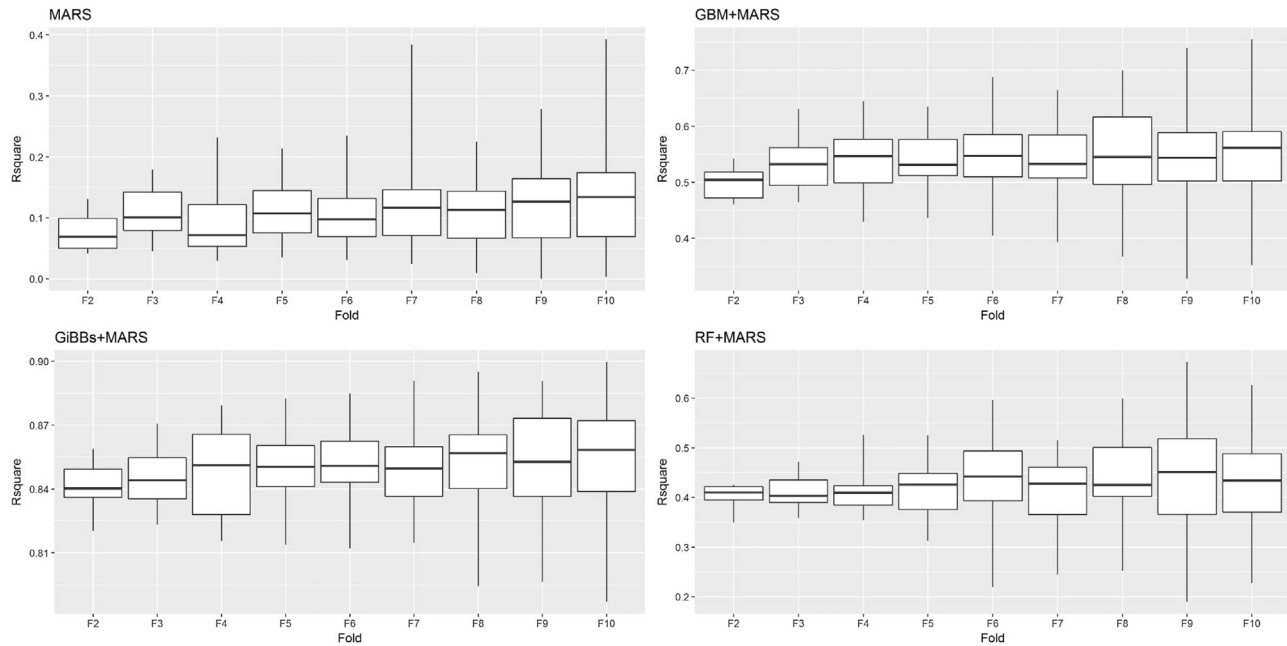 MARS
Rsquare
0.4
0.3
0.2
0.1
0.0
F2 F3 F4 F5 F6 F7 F8 F9 F10
Fold
GBM+MARS
Rsquare
0.7
0.6
0.5
0.4
F2 F3 F4 F5 F6 F7 F8 F9 F10
Fold
GiBBs+MARS
Rsquare
0.90
0.87
0.84
0.81
F2 F3 F4 F5 F6 F7 F8 F9 F10
Fold
RF+MARS
Rsquare
0.6
0.5
0.4
0.3
0.2
F2 F3 F4 F5 F6 F7 F8 F9 F10
Fold